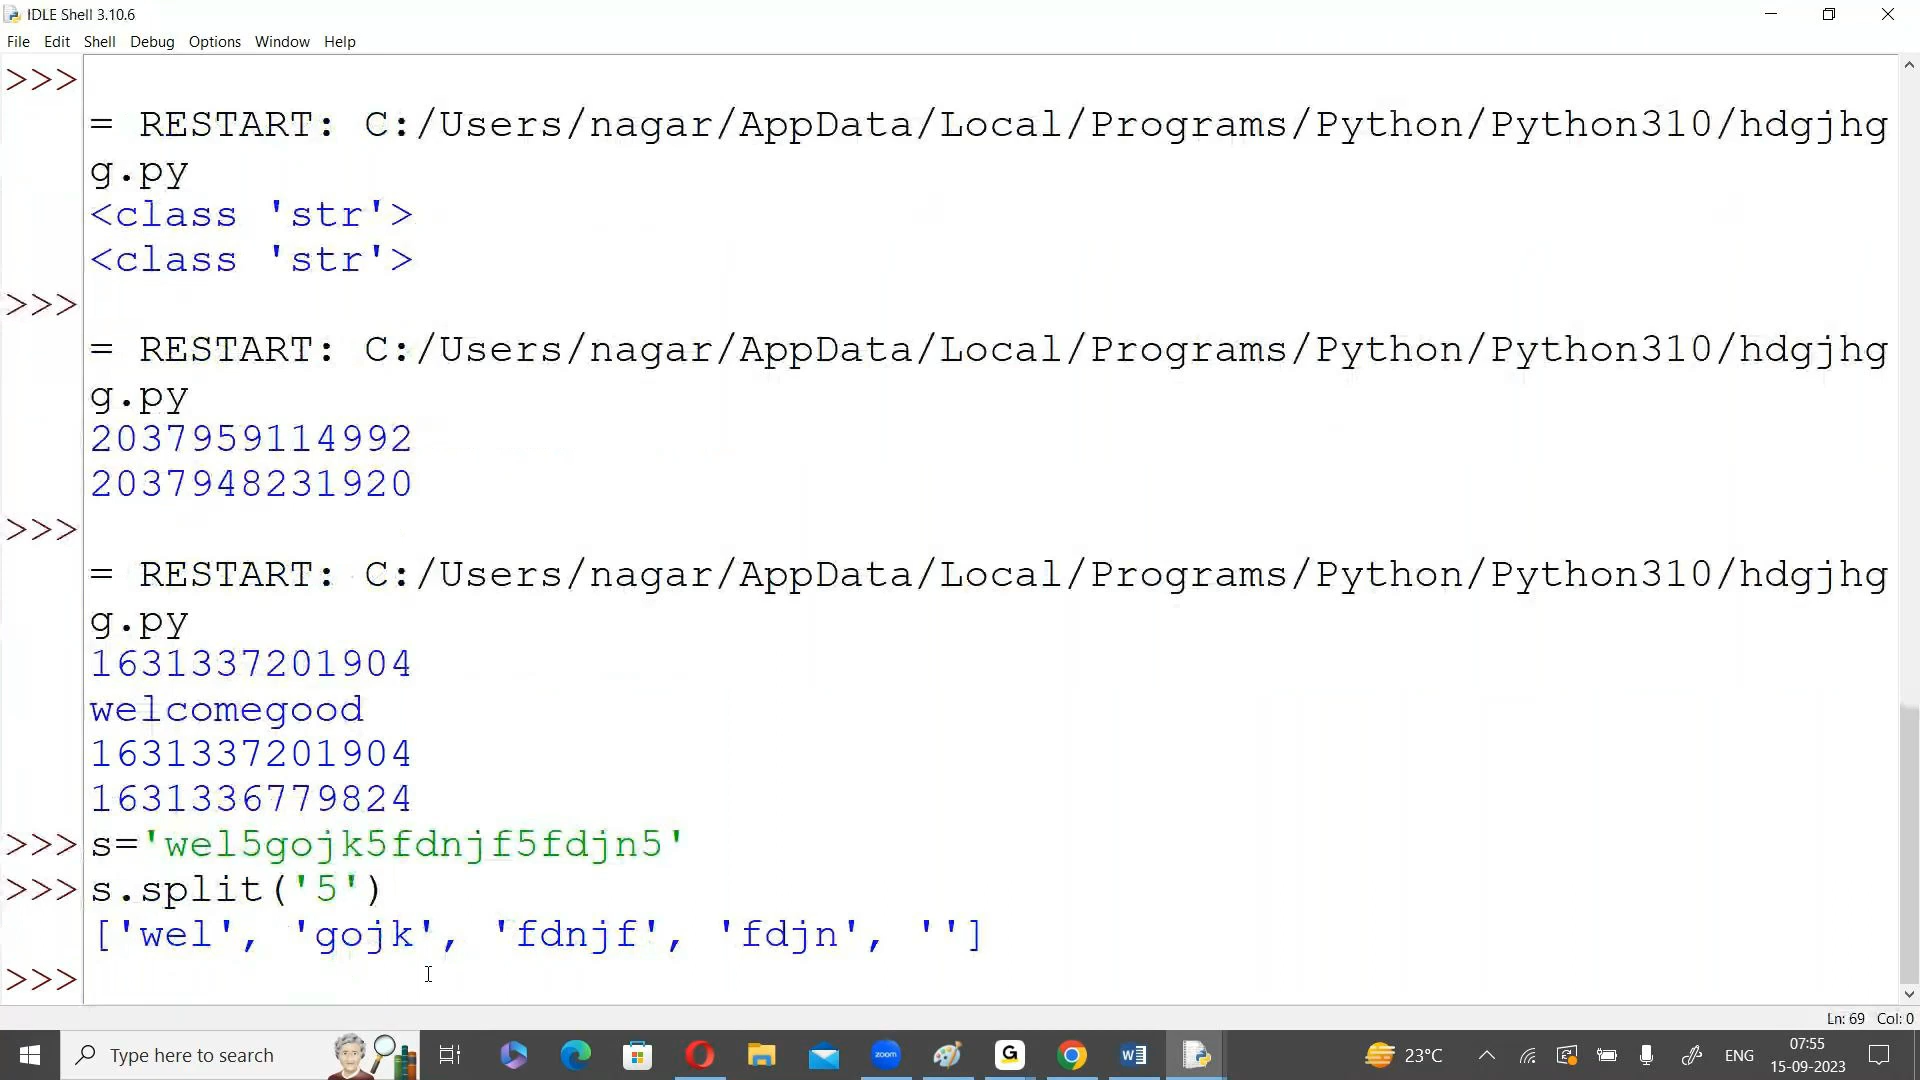 IDLE Shell 3.10.6
File Edit Shell Debug Options Window Help
>>>
= RESTART: C:/Users/nagar/AppData/Local/Programs/Python/Python310/hdgjhg
g.py
<class 'str'>
<class 'str'>
>>>
= RESTART: C:/Users/nagar/AppData/Local/Programs/Python/Python310/hdgjhg
g.py
2037959114992
2037948231920
>>>
= RESTART: C:/Users/nagar/AppData/Local/Programs/Python/Python310/hdgjhg
g.py
1631337201904
welcomegood
1631337201904
1631336779824
>>> s='wel5gojk5fdnjf5fdjn5'
>>> s.split('5')
['wel', 'gojk', 'fdnjf', 'fdjn', '']
>>>
Ln: 69 Col: 0
Type here to search
zoom
G
W
23°C
ENG
07:55
15-09-2023